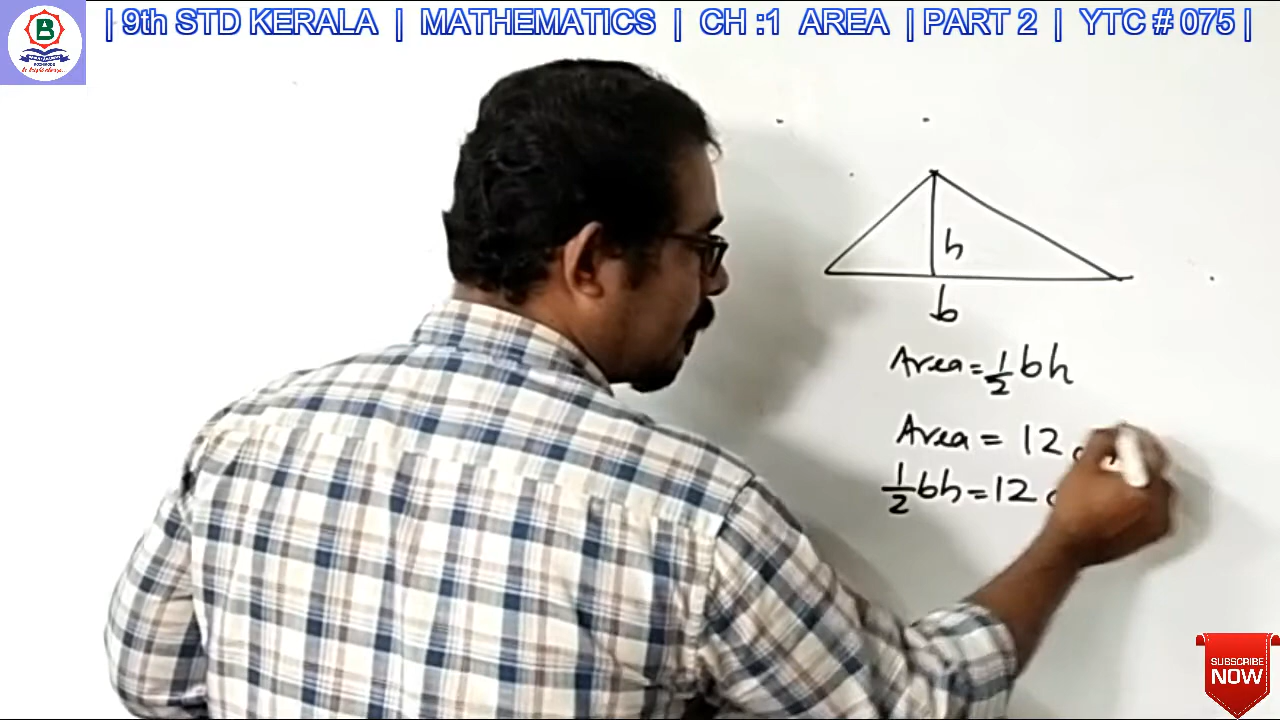 | 9th STD KERALA | MATHEMATICS | CH :1 AREA | PART 2 | YTC # 075 |
B
h
b
Area = 1/2 bh
Area = 12
1/2 bh = 12
SUBSCRIBE
NOW